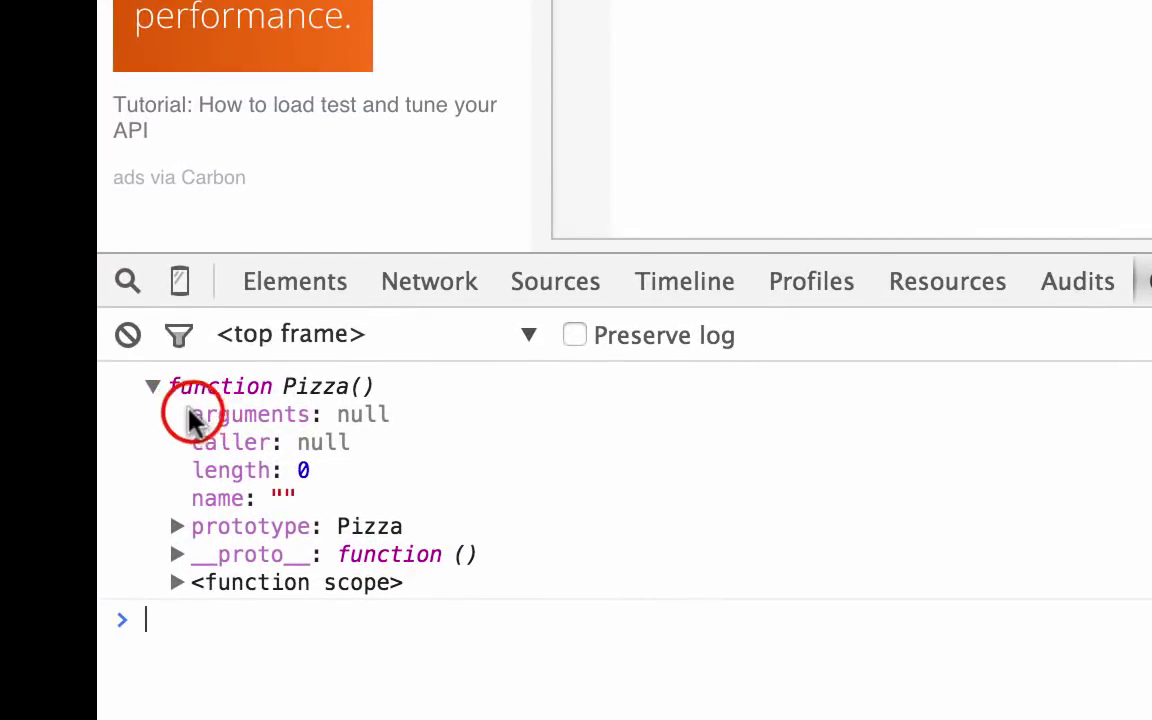 performance.
Tutorial: How to load test and tune your
API
ads via Carbon
Elements Network Sources Timeline Profiles Resources Audits
<top frame> ▼ Preserve log
▼ function Pizza()
arguments: null
caller: null
length: 0
name: ""
▶ prototype: Pizza
▶ __proto__: function ()
▶ <function scope>
>